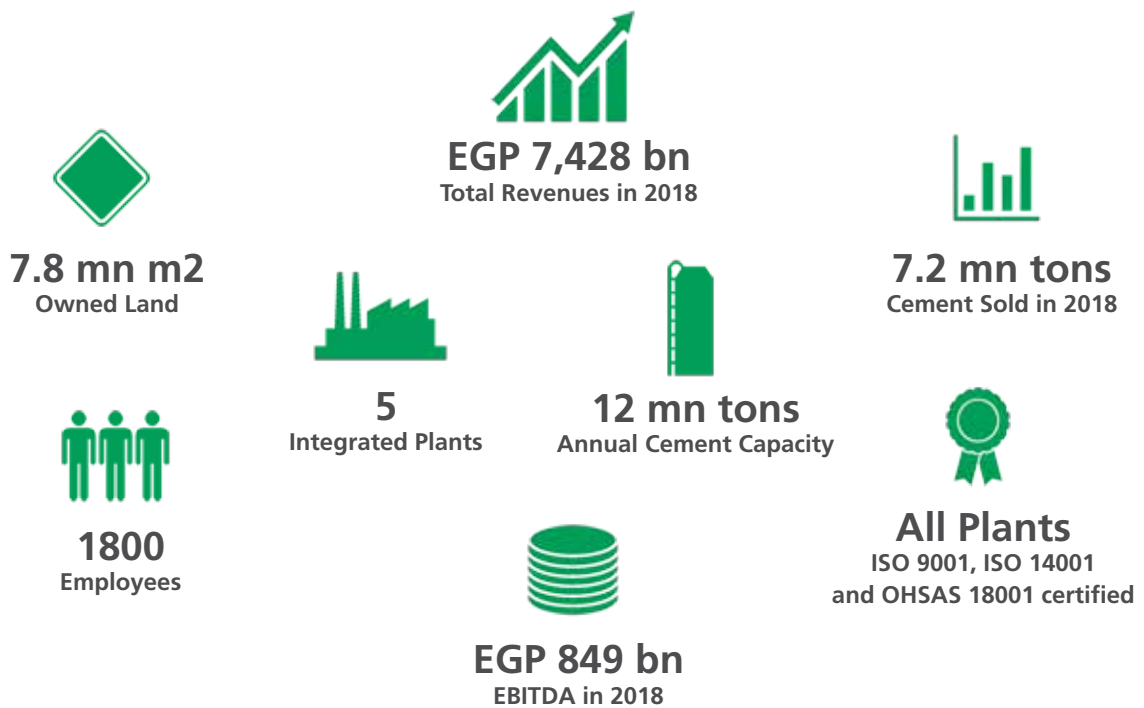 EGP 7,428 bn
Total Revenues in 2018
7.8 mn m2
Owned Land
7.2 mn tons
Cement Sold in 2018
5
Integrated Plants
12 mn tons
Annual Cement Capacity
1800
Employees
All Plants
ISO 9001, ISO 14001
and OHSAS 18001 certified
EGP 849 bn
EBITDA in 2018